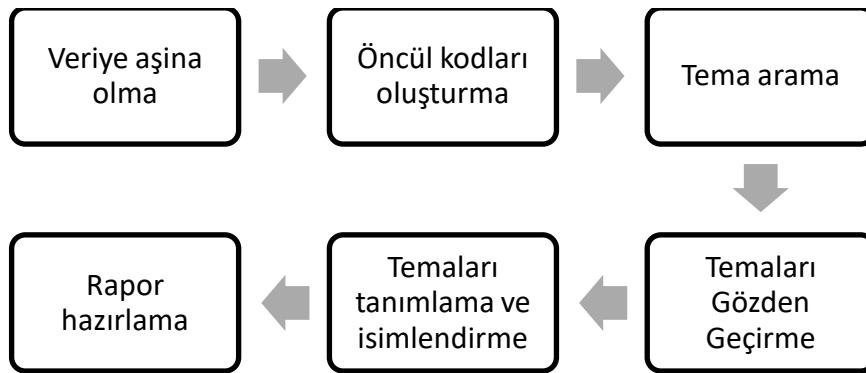 Veriye aşina
olma
Öncül kodları
oluşturma
Tema arama
Temaları
Gözden
Geçirme
Temaları
tanımlama ve
isimlendirme
Rapor
hazırlama